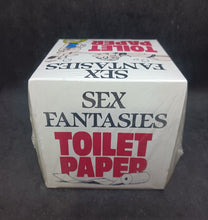 TOILET
PAPER
SEX
FANTASIES
SEX
FANTASIES
TOILET
PAPER